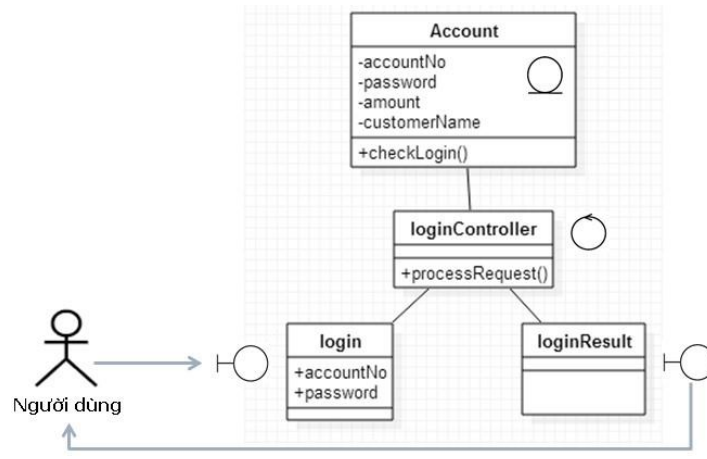 Account
-accountNo
-password
-amount
-customerName
+checkLogin()
loginController
+processRequest()
login
+accountNo
+password
loginResult
Người dùng